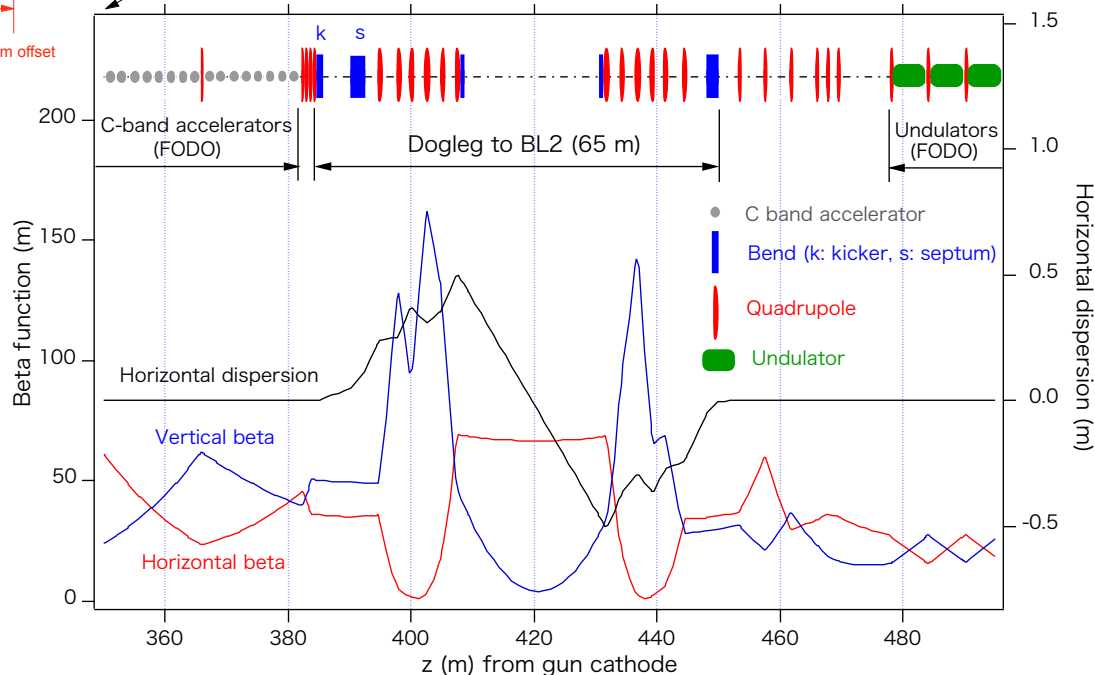 m offset
k
s
C-band accelerators
(FODO)
Dogleg to BL2 (65 m)
Undulators
(FODO)
C band accelerator
Bend (k: kicker, s: septum)
Quadrupole
Undulator
Horizontal dispersion
Vertical beta
Horizontal beta
Beta function (m)
200
150
100
50
0
Horizontal dispersion (m)
1.5
1.0
0.5
0.0
-0.5
360
380
400
420
440
460
480
z (m) from gun cathode